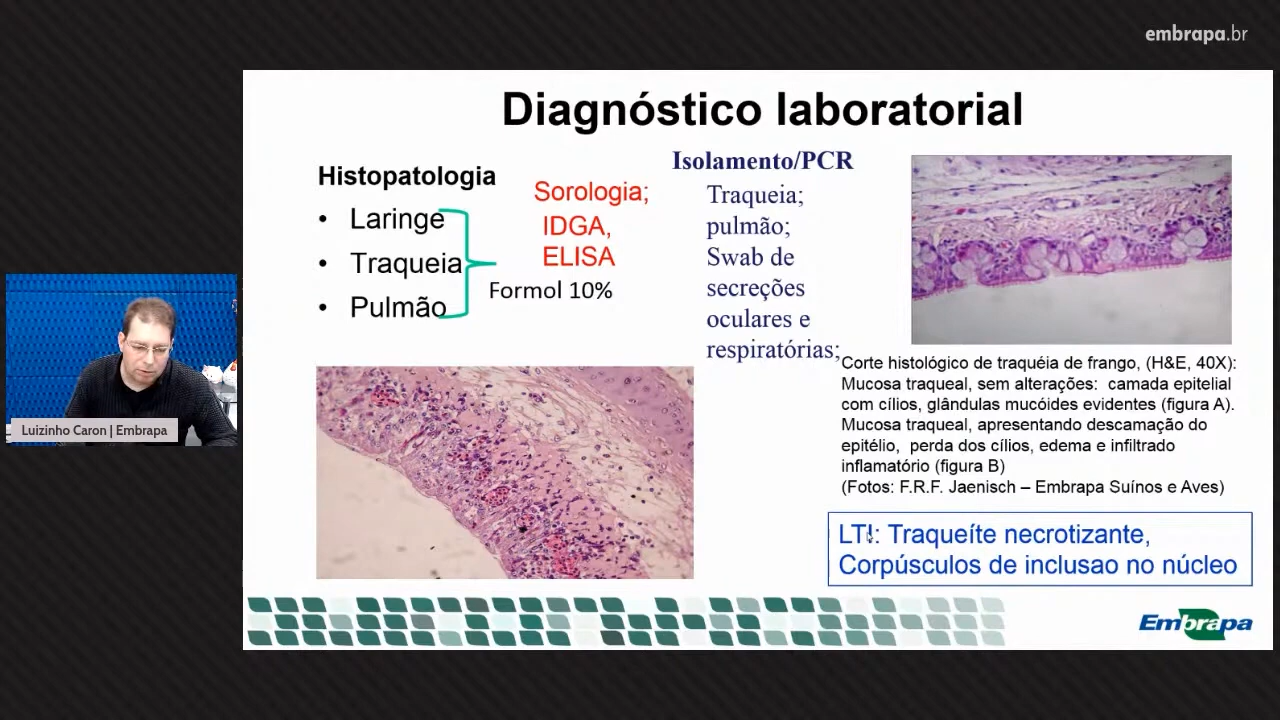 embrapa.br
Diagnóstico laboratorial
Histopatologia
• Laringe
• Traqueia
• Pulmão
Sorologia;
IDGA,
ELISA
Formol 10%
Isolamento/PCR
Traqueia;
pulmão;
Swab de
secreções
oculares e
respiratórias;
Corte histológico de traquéia de frango, (H&E, 40X):
Mucosa traqueal, sem alterações: camada epitelial
com cílios, glândulas mucóides evidentes (figura A).
Mucosa traqueal, apresentando descamação do
epitélio, perda dos cílios, edema e infiltrado
inflamatório (figura B)
(Fotos: F.R.F. Jaenisch – Embrapa Suínos e Aves)
LTI: Traqueíte necrotizante,
Corpúsculos de inclusao no núcleo
Luizinho Caron | Embrapa
Embrapa